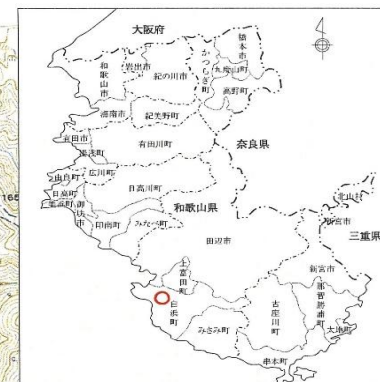 大阪府
橋本市
かつらぎ町
九度山町
高野町
和歌山市
岩出市
紀の川市
海南市
紀美野町
有田市
湯浅町
有田川町
奈良県
広川町
由良町
日高町
美浜町
御坊市
日高川町
和歌山県
印南町
みなべ町
田辺市
北山村
新宮市
三重県
上富田町
新宮市
白浜町
古座川町
那智勝浦町
すさみ町
太地町
串本町
165